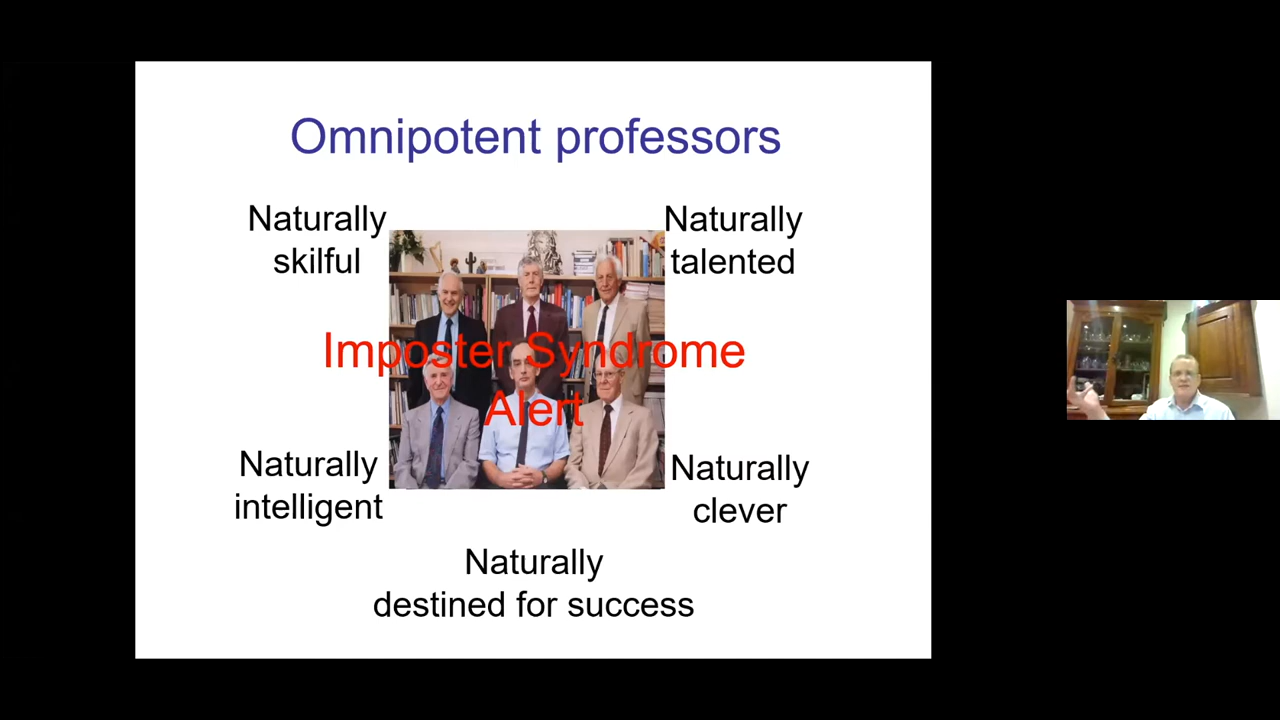 Omnipotent professors
Naturally
skilful
Naturally
talented
Imposter Syndrome
Alert
Naturally
intelligent
Naturally
clever
Naturally
destined for success